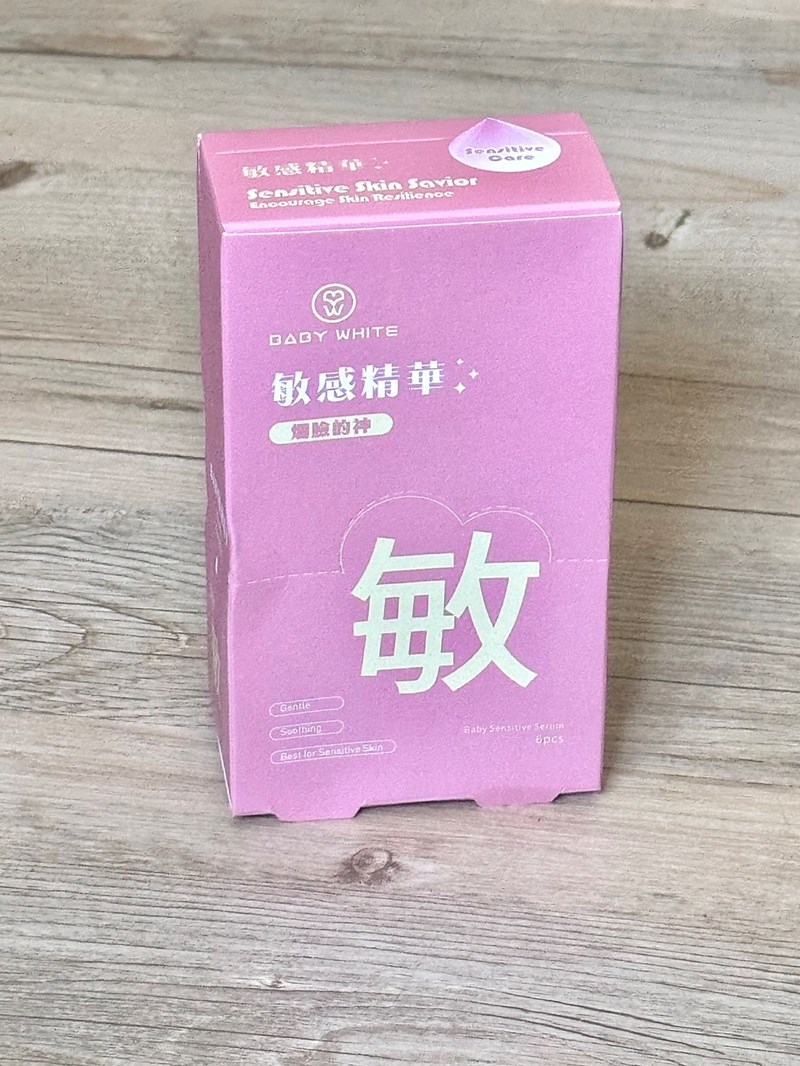 敏感精華
Sensitive Care
Sensitive Skin Savior
Encourage Skin Resilience
BABY WHITE
敏感精華
爛臉的神
敏
Gentle
Soothing
Best for Sensitive Skin
Baby Sensitive Serum
6pcs